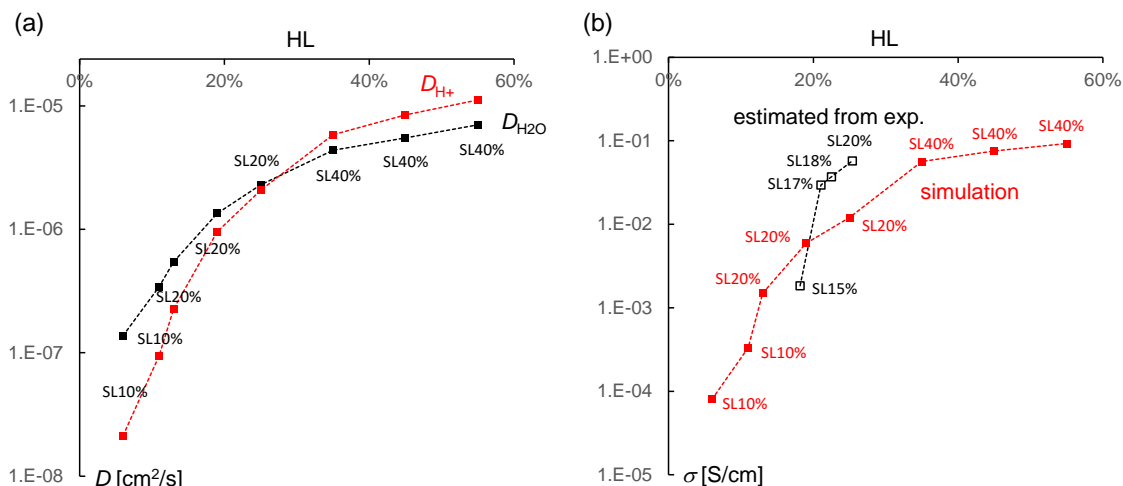 (a)
HL
0%
20%
40%
60%
1.E-05
1.E-06
1.E-07
1.E-08
D_H+
D_H2O
SL20%
SL40%
SL40%
SL20%
SL20%
SL10%
SL10%
D [cm²/s]
(b)
HL
0%
20%
40%
60%
1.E+00
1.E-01
1.E-02
1.E-03
1.E-04
1.E-05
estimated from exp.
SL20%
SL18%
SL17%
SL15%
SL40%
SL40%
SL40%
simulation
SL20%
SL20%
SL20%
SL10%
SL10%
σ [S/cm]